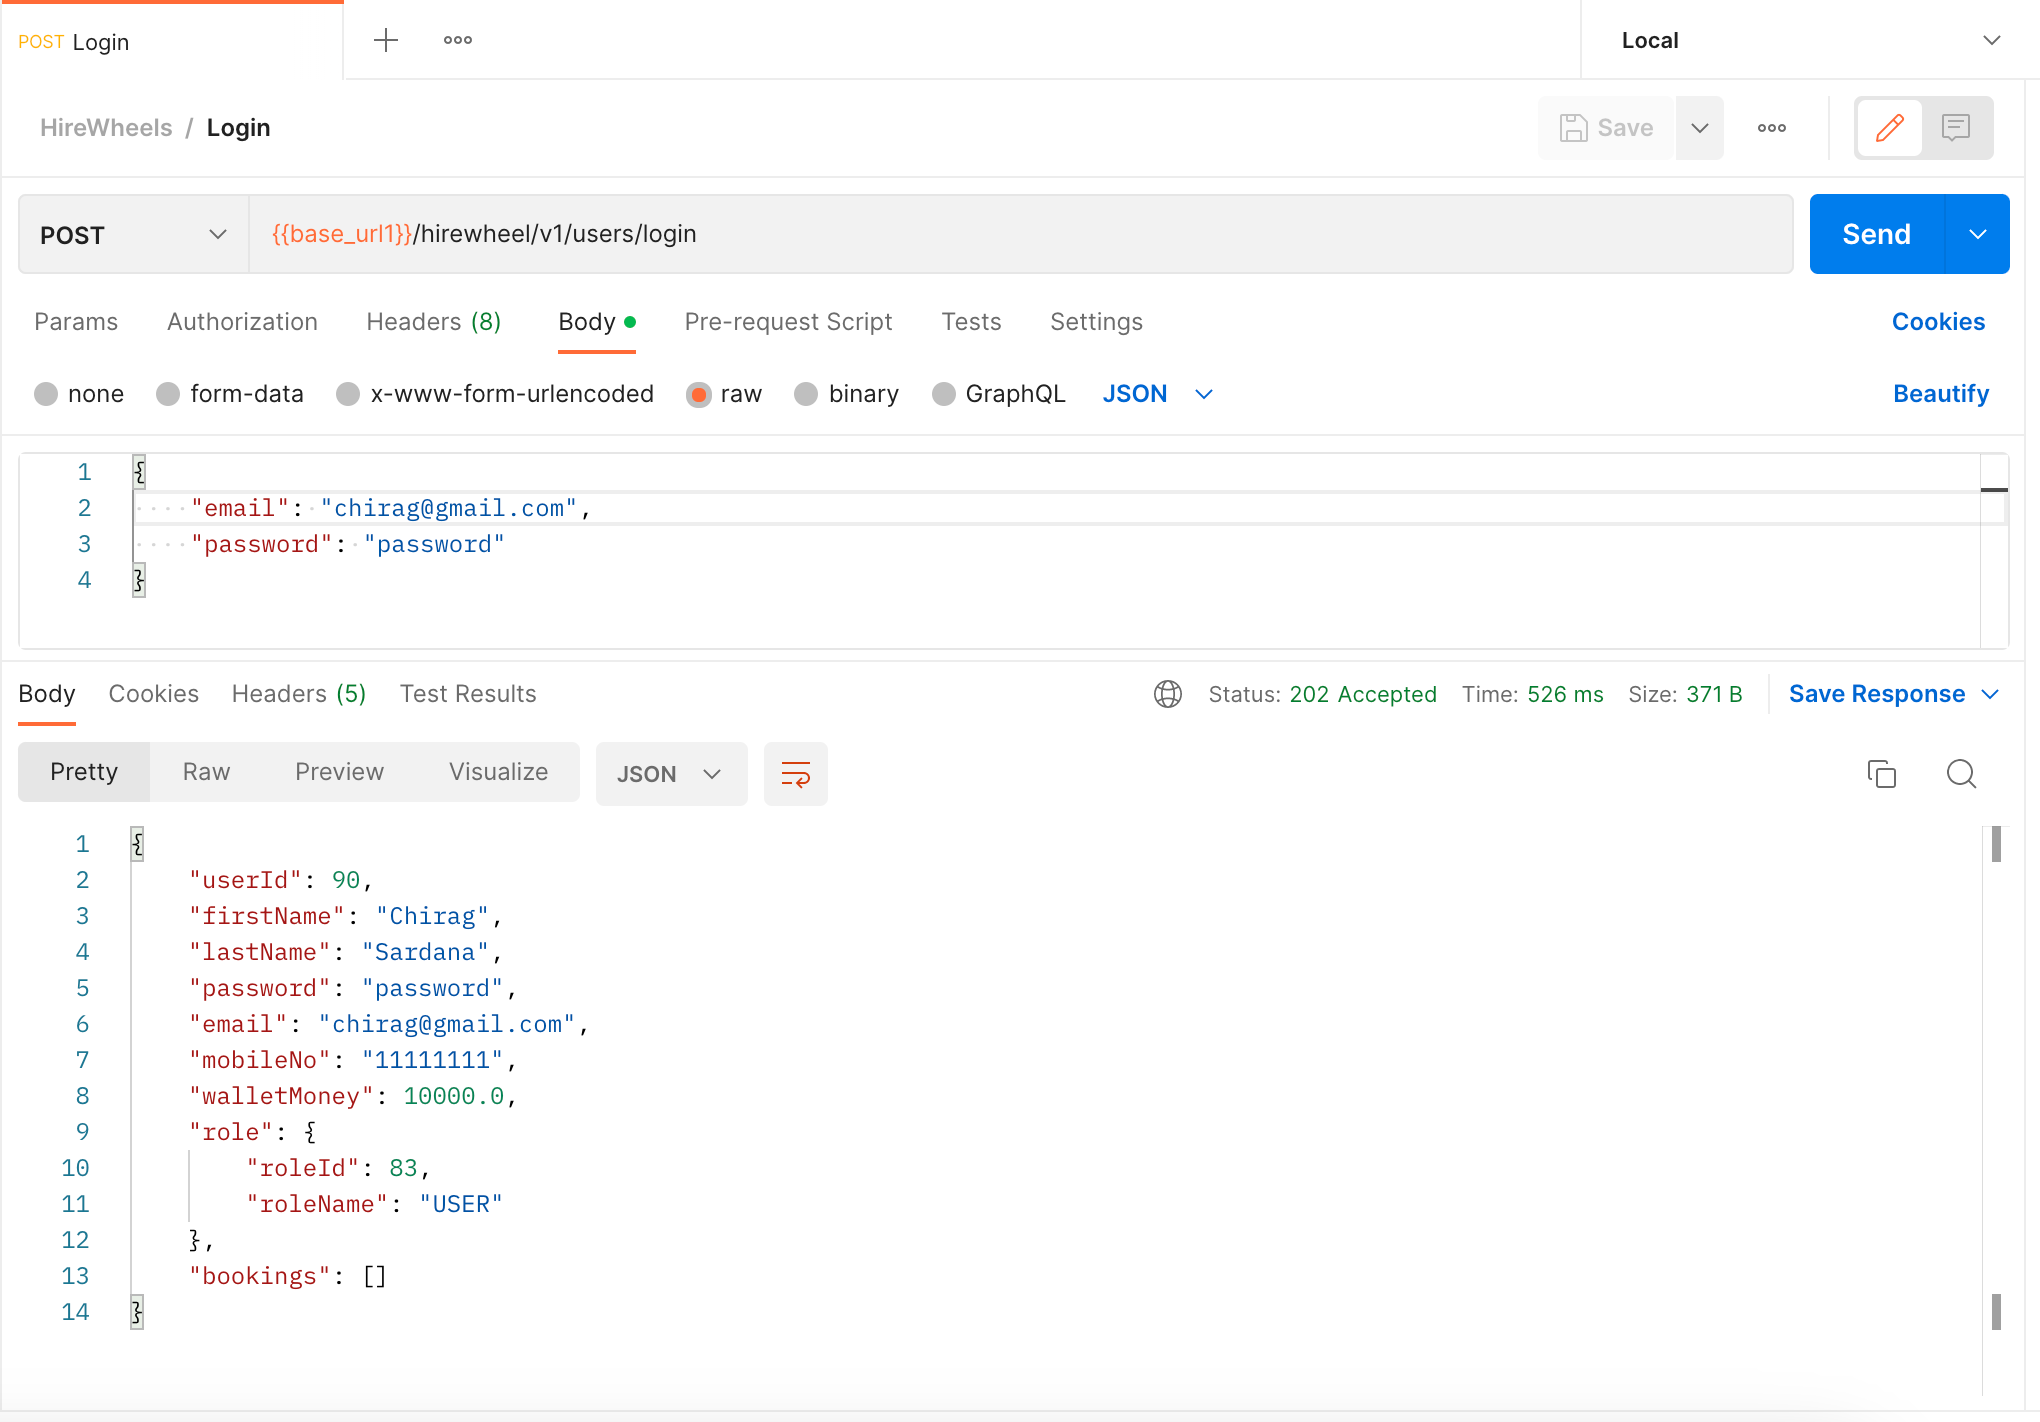 POST Login
Local
HireWheels / Login
Save
POST
{{base_url1}}/hirewheel/v1/users/login
Send
Params Authorization Headers (8) Body Pre-request Script Tests Settings Cookies
none form-data x-www-form-urlencoded raw binary GraphQL JSON Beautify
1 {
2 "email": "chirag@gmail.com",
3 "password": "password"
4 }
Body Cookies Headers (5) Test Results Status: 202 Accepted Time: 526 ms Size: 371 B Save Response
Pretty Raw Preview Visualize JSON
1 {
2 "userId": 90,
3 "firstName": "Chirag",
4 "lastName": "Sardana",
5 "password": "password",
6 "email": "chirag@gmail.com",
7 "mobileNo": "11111111",
8 "walletMoney": 10000.0,
9 "role": {
10 "roleId": 83,
11 "roleName": "USER"
12 },
13 "bookings": []
14 }